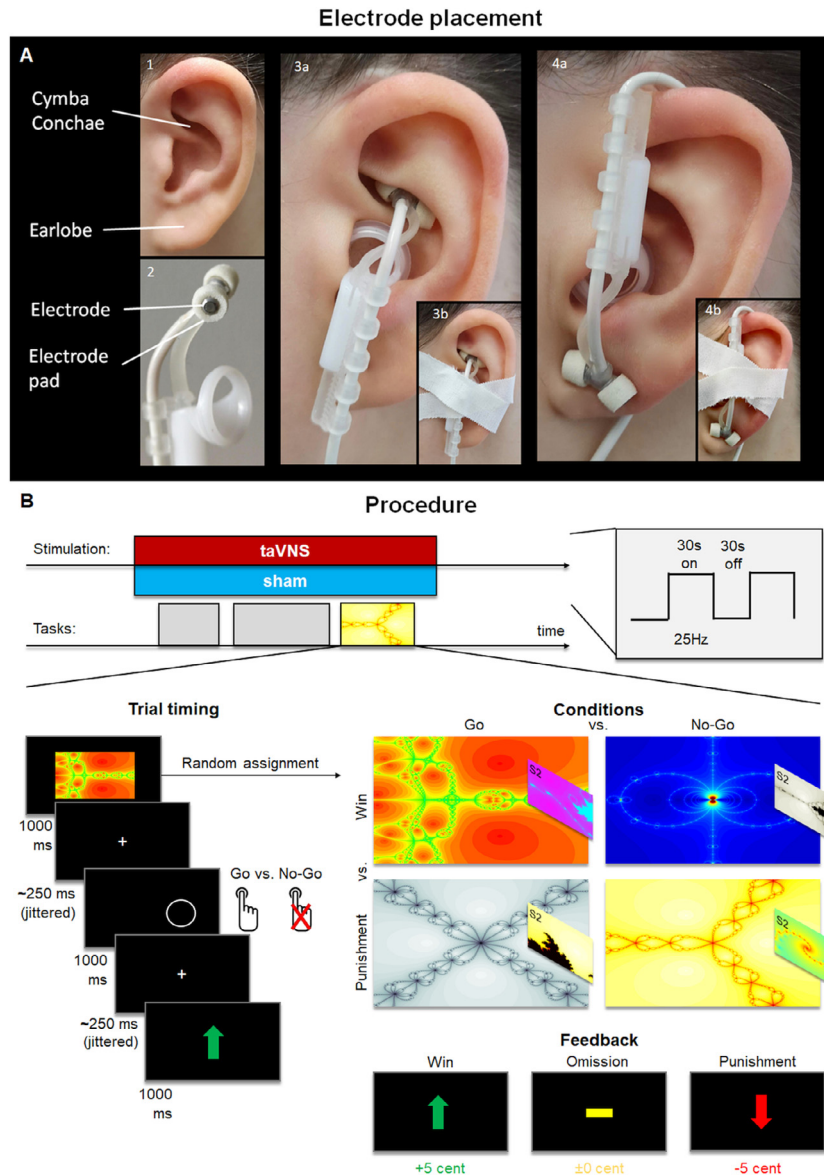 Electrode placement
A
1
Cymba
Conchae
Earlobe
2
Electrode
Electrode
pad
3a
3b
4a
4b
B
Procedure
Stimulation:
taVNS
sham
Tasks:
time
30s
on
30s
off
25Hz
Trial timing
Random assignment
1000
ms
~250 ms
(jittered)
Go vs. No-Go
1000
ms
~250 ms
(jittered)
1000
ms
Conditions
Go
vs.
No-Go
Win
vs.
Punishment
S2
S2
S2
S2
Feedback
Win
Omission
Punishment
+5 cent
±0 cent
-5 cent